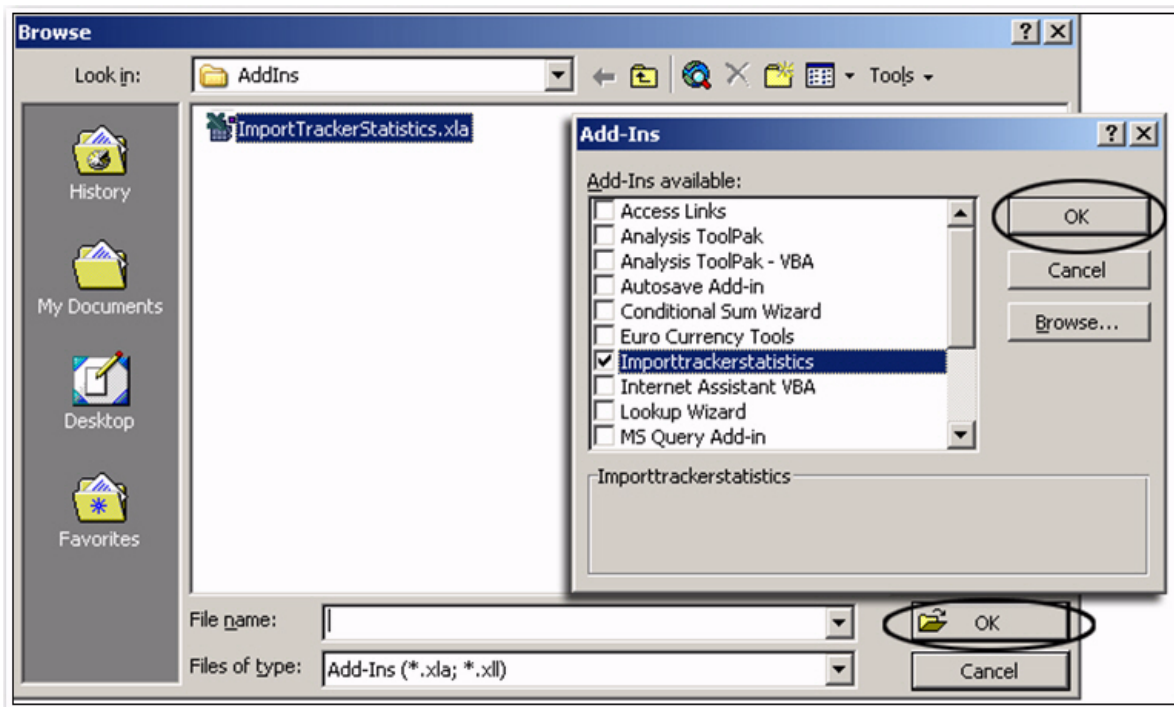 Browse
Look in: AddIns Tools
ImportTrackerStatistics.xla
History
My Documents
Desktop
Favorites
File name: OK
Files of type: Add-Ins (*.xla; *.xll) Cancel
Add-Ins
Add-Ins available:
Access Links
Analysis ToolPak
Analysis ToolPak - VBA
Autosave Add-in
Conditional Sum Wizard
Euro Currency Tools
Importtrackerstatistics
Internet Assistant VBA
Lookup Wizard
MS Query Add-in
OK
Cancel
Browse...
Importtrackerstatistics